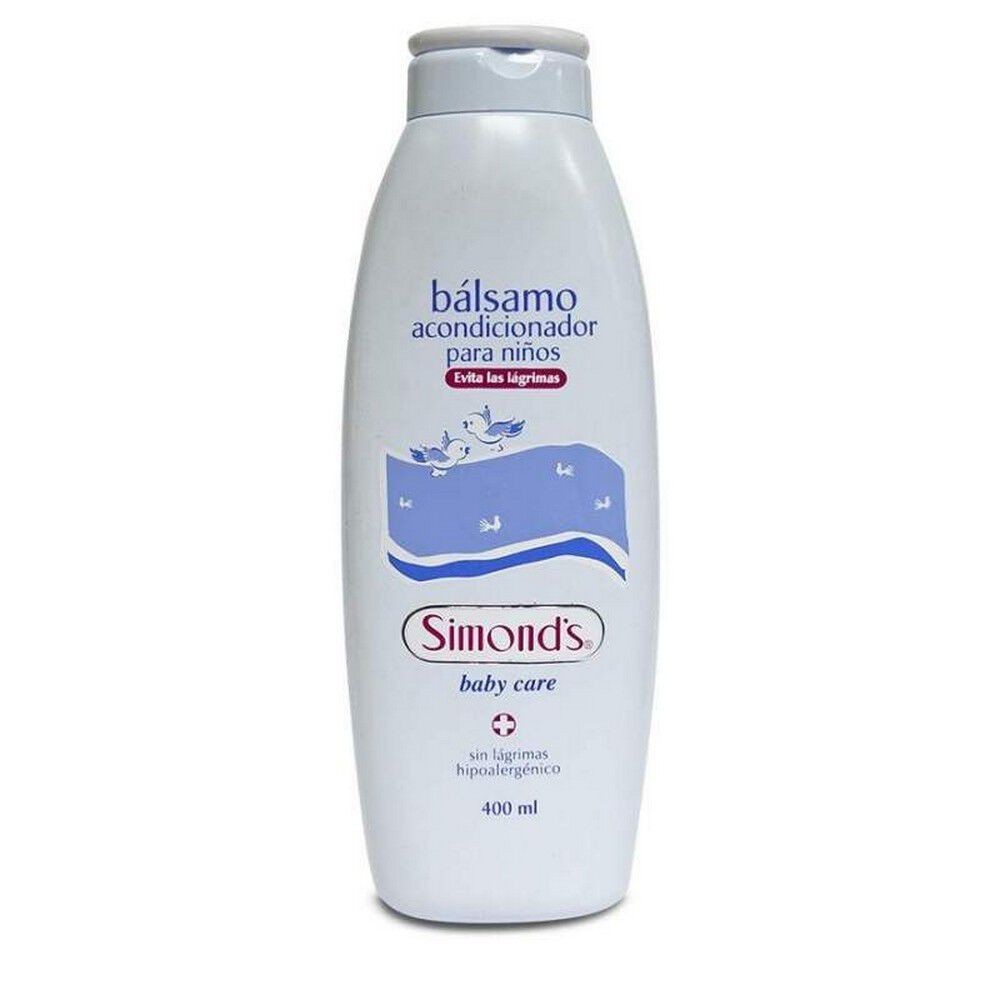 bálsamo
acondicionador
para niños
Evita las lágrimas
Simond's®
baby care
sin lágrimas
hipoalergénico
400 ml